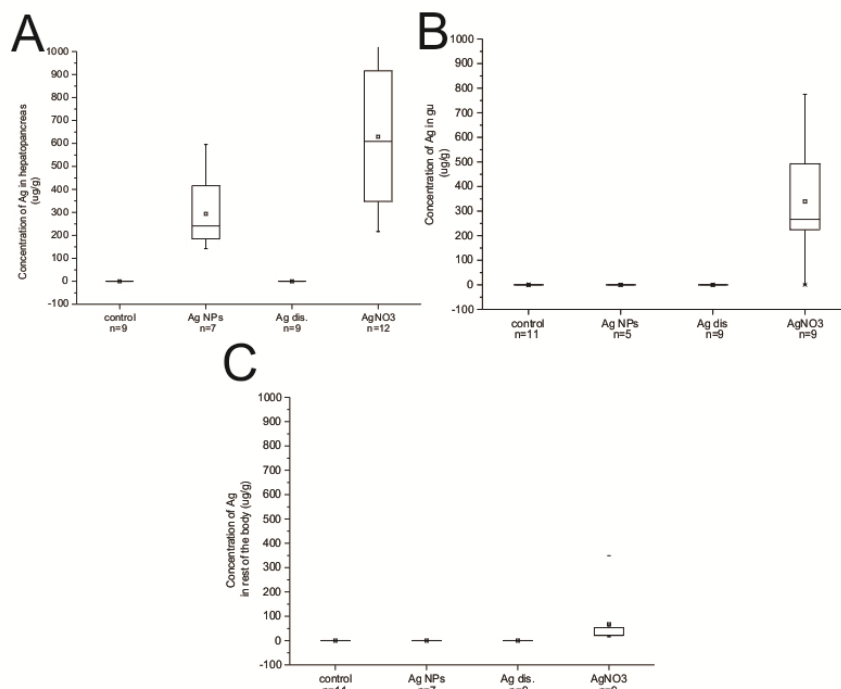 A
Concentration of Ag in hepatopancreas
(ug/g)
1000
900
800
700
600
500
400
300
200
100
0
-100
control
n=9
Ag NPs
n=7
Ag dis.
n=9
AgNO3
n=12
B
Concentration of Ag in gu
(ug/g)
1000
900
800
700
600
500
400
300
200
100
0
-100
control
n=11
Ag NPs
n=5
Ag dis
n=9
AgNO3
n=9
C
Concentration of Ag
in rest of the body (ug/g)
1000
900
800
700
600
500
400
300
200
100
0
-100
control
Ag NPs
Ag dis.
AgNO3